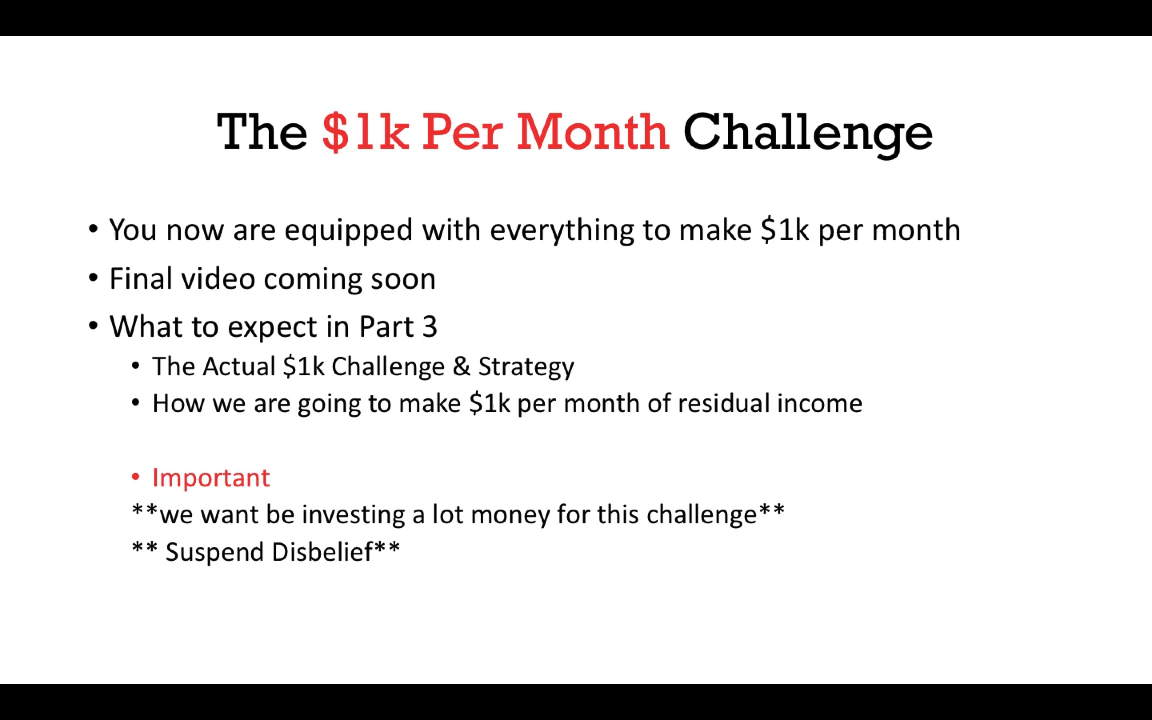 The $1k Per Month Challenge
• You now are equipped with everything to make $1k per month
• Final video coming soon
• What to expect in Part 3
• The Actual $1k Challenge & Strategy
• How we are going to make $1k per month of residual income
• Important
**we want be investing a lot money for this challenge**
** Suspend Disbelief**